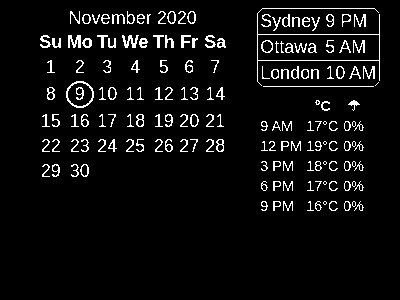 November 2020
Su Mo Tu We Th Fr Sa
1 2 3 4 5 6 7
8 9 10 11 12 13 14
15 16 17 18 19 20 21
22 23 24 25 26 27 28
29 30
Sydney 9 PM
Ottawa 5 AM
London 10 AM
°C ☂
9 AM 17°C 0%
12 PM 19°C 0%
3 PM 18°C 0%
6 PM 17°C 0%
9 PM 16°C 0%